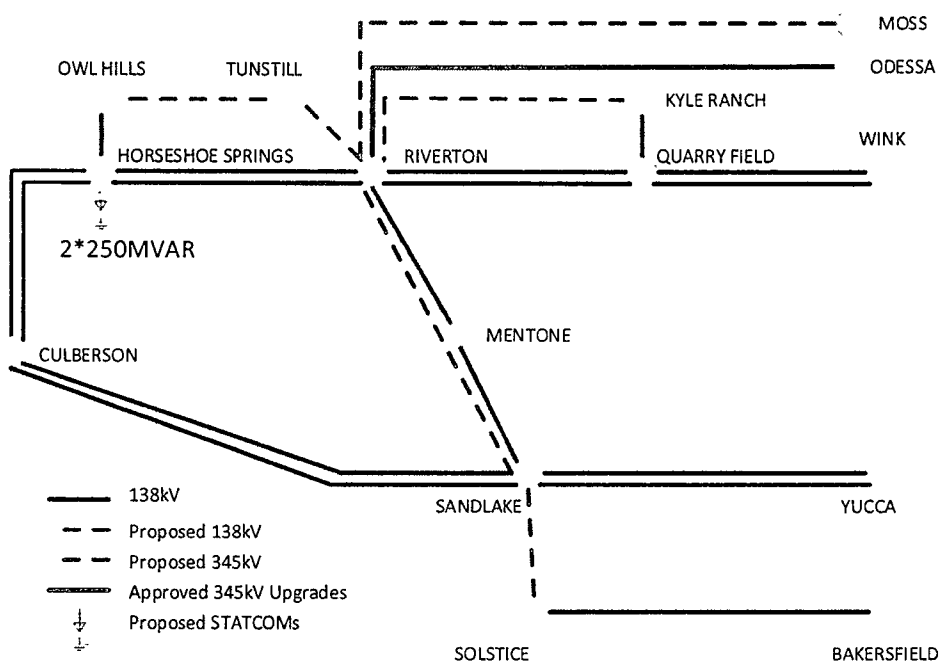 MOSS
OWL HILLS
TUNSTILL
ODESSA
KYLE RANCH
WINK
HORSESHOE SPRINGS
RIVERTON
QUARRY FIELD
2*250MVAR
MENTONE
CULBERSON
138kV
SANDLAKE
YUCCA
Proposed 138kV
Proposed 345kV
Approved 345kV Upgrades
Proposed STATCOMs
SOLSTICE
BAKERSFIELD